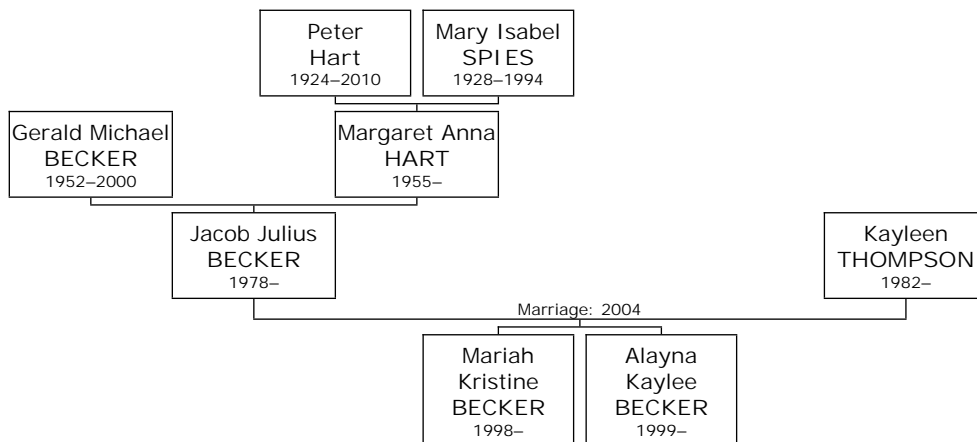 Peter
Hart
1924–2010
Mary Isabel
SPIES
1928–1994
Gerald Michael
BECKER
1952–2000
Margaret Anna
HART
1955–
Jacob Julius
BECKER
1978–
Kayleen
THOMPSON
1982–
Marriage: 2004
Mariah
Kristine
BECKER
1998–
Alayna
Kaylee
BECKER
1999–